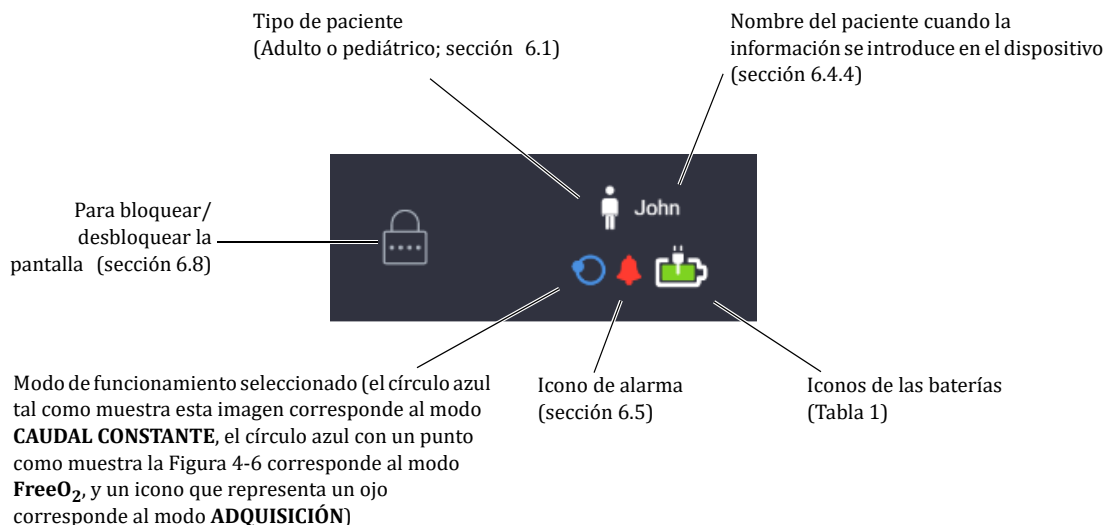 Tipo de paciente
(Adulto o pediátrico; sección 6.1)
Nombre del paciente cuando la
información se introduce en el dispositivo
(sección 6.4.4)
John
Para bloquear/
desbloquear la
pantalla (sección 6.8)
Modo de funcionamiento seleccionado (el círculo azul
tal como muestra esta imagen corresponde al modo
CAUDAL CONSTANTE, el círculo azul con un punto
como muestra la Figura 4-6 corresponde al modo
FreeO₂, y un icono que representa un ojo
corresponde al modo ADQUISICIÓN)
Icono de alarma
(sección 6.5)
Iconos de las baterías
(Tabla 1)